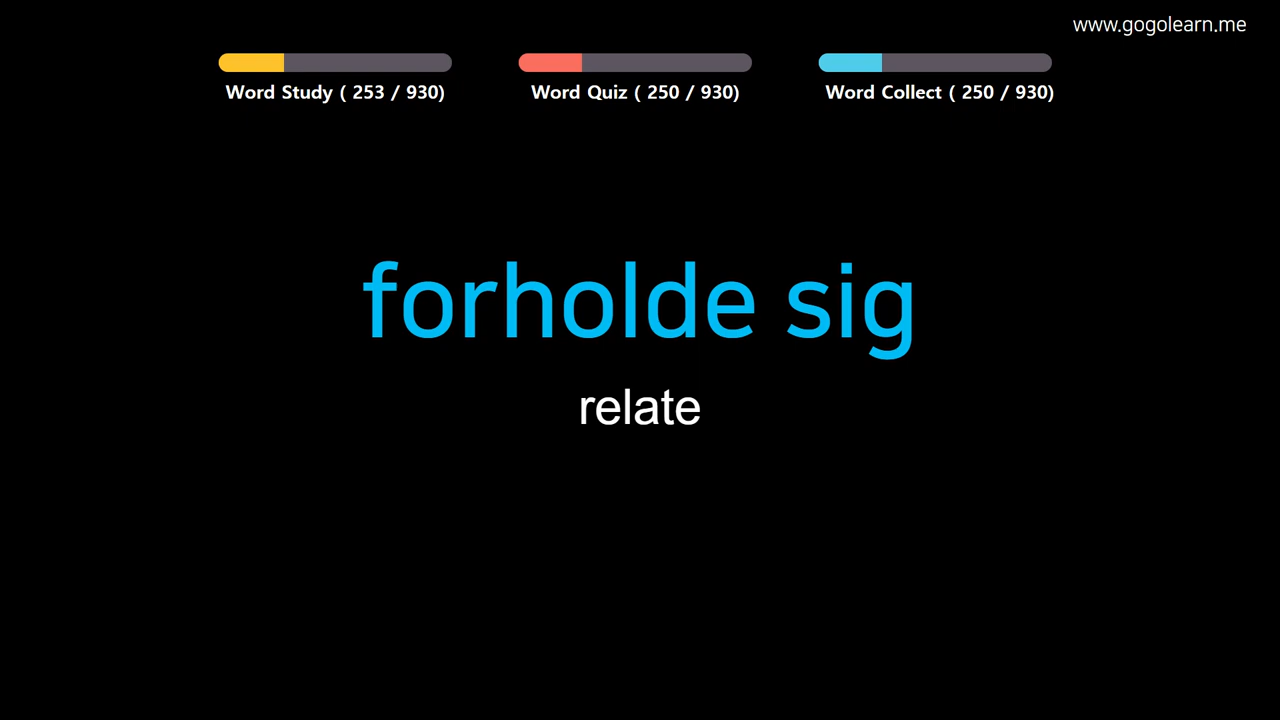 www.gogolearn.me
Word Study ( 253 / 930)
Word Quiz ( 250 / 930)
Word Collect ( 250 / 930)
forholde sig
relate